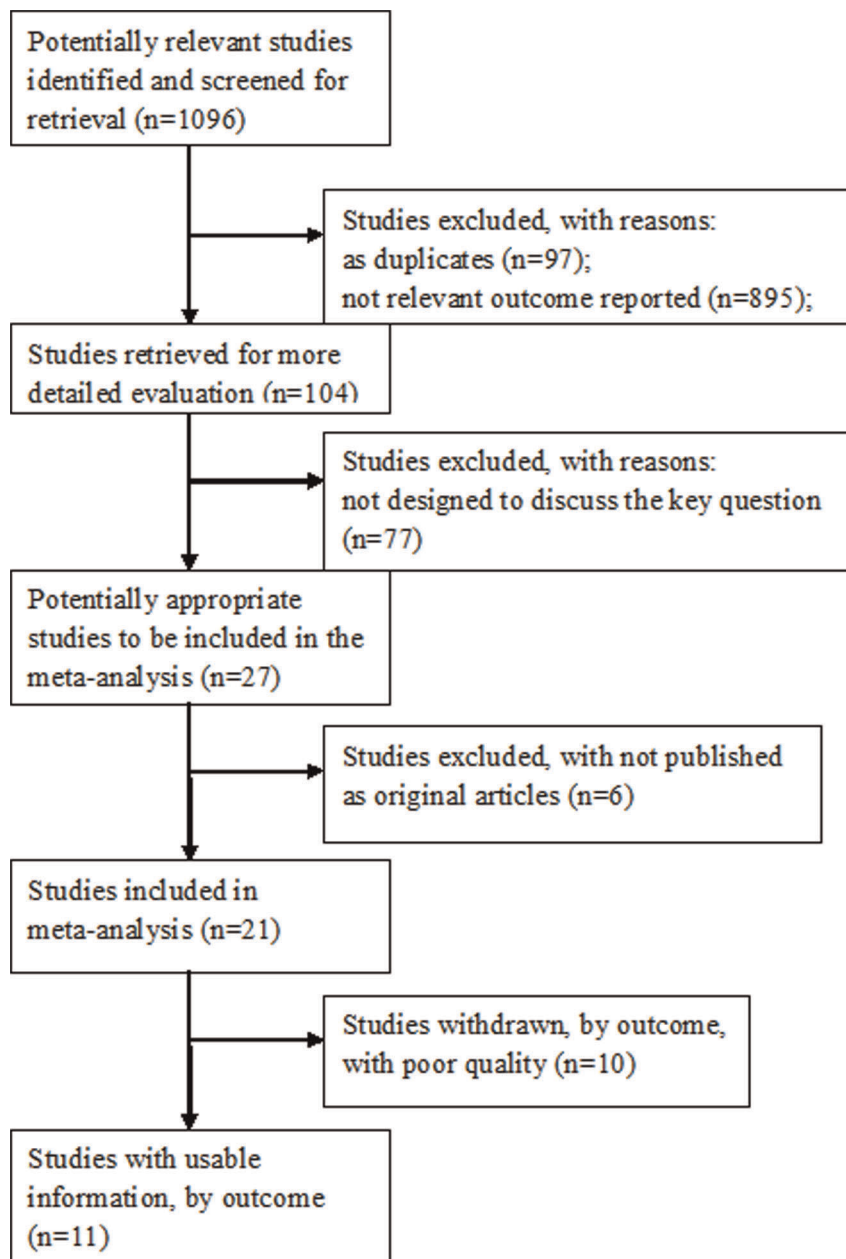 Potentially relevant studies
identified and screened for
retrieval (n=1096)
Studies excluded, with reasons:
as duplicates (n=97);
not relevant outcome reported (n=895);
Studies retrieved for more
detailed evaluation (n=104)
Studies excluded, with reasons:
not designed to discuss the key question
(n=77)
Potentially appropriate
studies to be included in the
meta-analysis (n=27)
Studies excluded, with not published
as original articles (n=6)
Studies included in
meta-analysis (n=21)
Studies withdrawn, by outcome,
with poor quality (n=10)
Studies with usable
information, by outcome
(n=11)